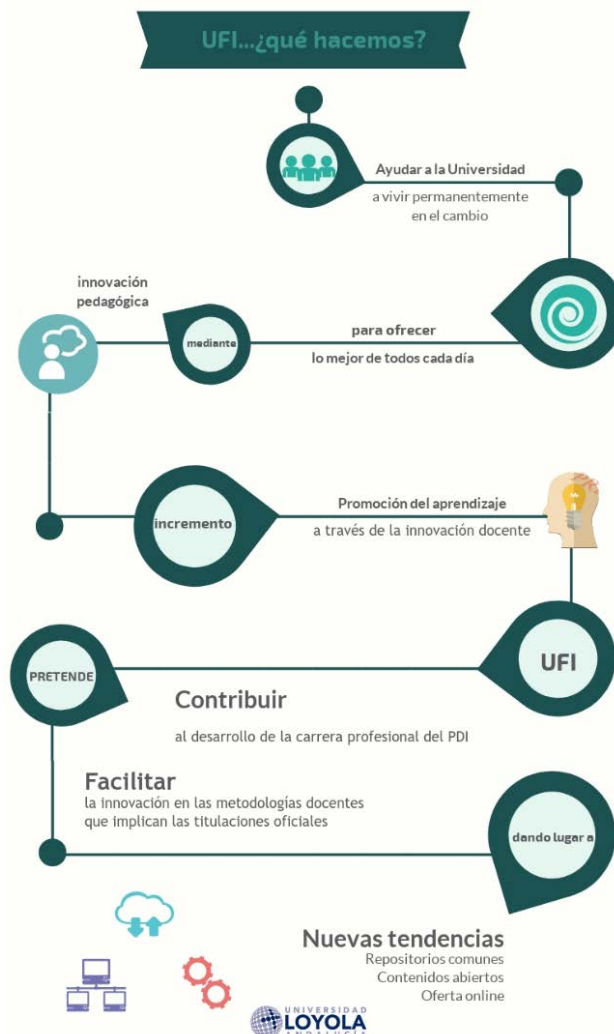 UFI...¿qué hacemos?
Ayudar a la Universidad
a vivir permanentemente
en el cambio
para ofrecer
lo mejor de todos cada día
mediante
innovación
pedagógica
incremento
Promoción del aprendizaje
a través de la innovación docente
UFI
PRETENDE
Contribuir
al desarrollo de la carrera profesional del PDI
Facilitar
la innovación en las metodologías docentes
que implican las titulaciones oficiales
dando lugar a
Nuevas tendencias
Repositorios comunes
Contenidos abiertos
Oferta online
UNIVERSIDAD
LOYOLA
ANDALUCÍA